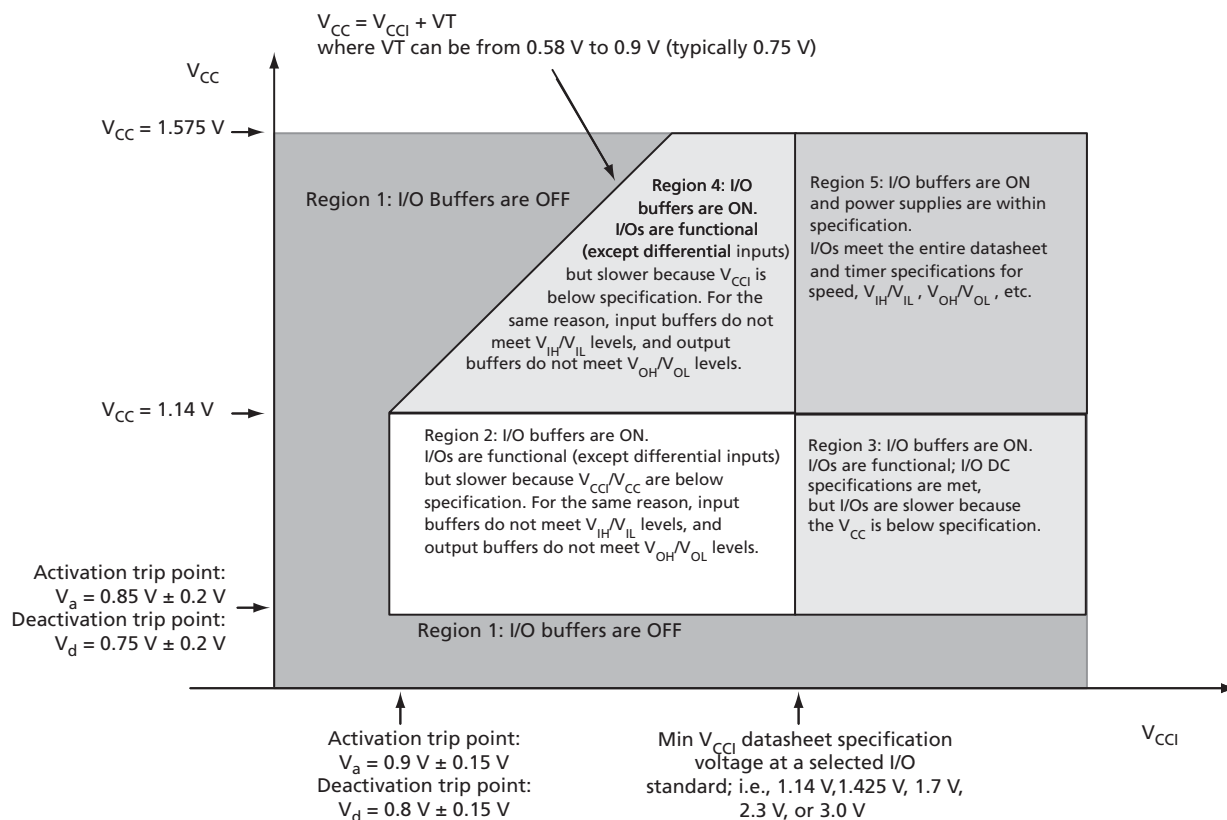 V_CC = V_CCI + VT
where VT can be from 0.58 V to 0.9 V (typically 0.75 V)
V_CC
V_CC = 1.575 V
Region 1: I/O Buffers are OFF
Region 4: I/O
buffers are ON.
I/Os are functional
(except differential inputs)
but slower because V_CCI is
below specification. For the
same reason, input buffers do not
meet V_IH/V_IL levels, and output
buffers do not meet V_OH/V_OL levels.
Region 5: I/O buffers are ON
and power supplies are within
specification.
I/Os meet the entire datasheet
and timer specifications for
speed, V_IH/V_IL , V_OH/V_OL , etc.
V_CC = 1.14 V
Region 2: I/O buffers are ON.
I/Os are functional (except differential inputs)
but slower because V_CCI/V_CC are below
specification. For the same reason, input
buffers do not meet V_IH/V_IL levels, and
output buffers do not meet V_OH/V_OL levels.
Region 3: I/O buffers are ON.
I/Os are functional; I/O DC
specifications are met,
but I/Os are slower because
the V_CC is below specification.
Activation trip point:
V_a = 0.85 V ± 0.2 V
Deactivation trip point:
V_d = 0.75 V ± 0.2 V
Region 1: I/O buffers are OFF
Activation trip point:
V_a = 0.9 V ± 0.15 V
Deactivation trip point:
V_d = 0.8 V ± 0.15 V
Min V_CCI datasheet specification
voltage at a selected I/O
standard; i.e., 1.14 V,1.425 V, 1.7 V,
2.3 V, or 3.0 V
V_CCI